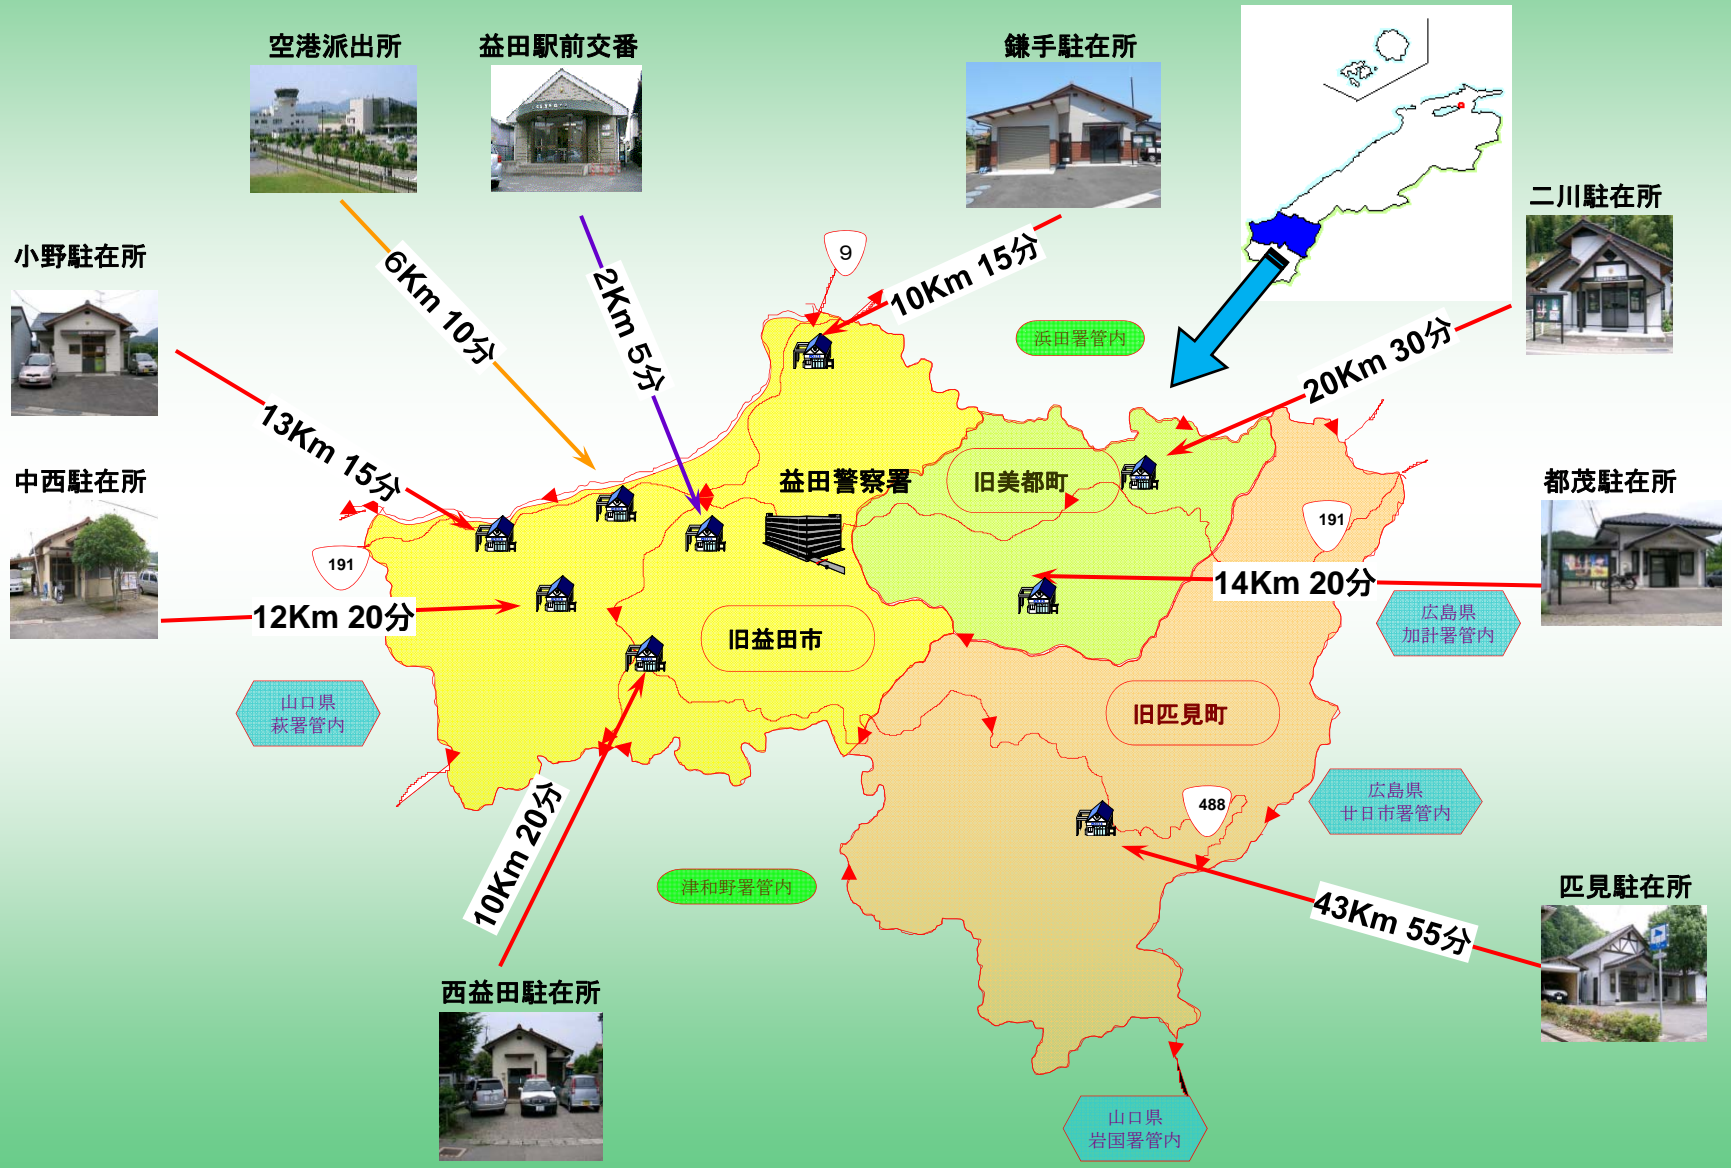 空港派出所
益田駅前交番
鎌手駐在所
二川駐在所
小野駐在所
9
6Km 10分
2Km 5分
10Km 15分
浜田署管内
20Km 30分
13Km 15分
中西駐在所
益田警察署
旧美都町
都茂駐在所
191
191
14Km 20分
12Km 20分
広島県
加計署管内
旧益田市
山口県
萩署管内
旧匹見町
広島県
廿日市署管内
488
10Km 20分
津和野署管内
43Km 55分
匹見駐在所
西益田駐在所
山口県
岩国署管内